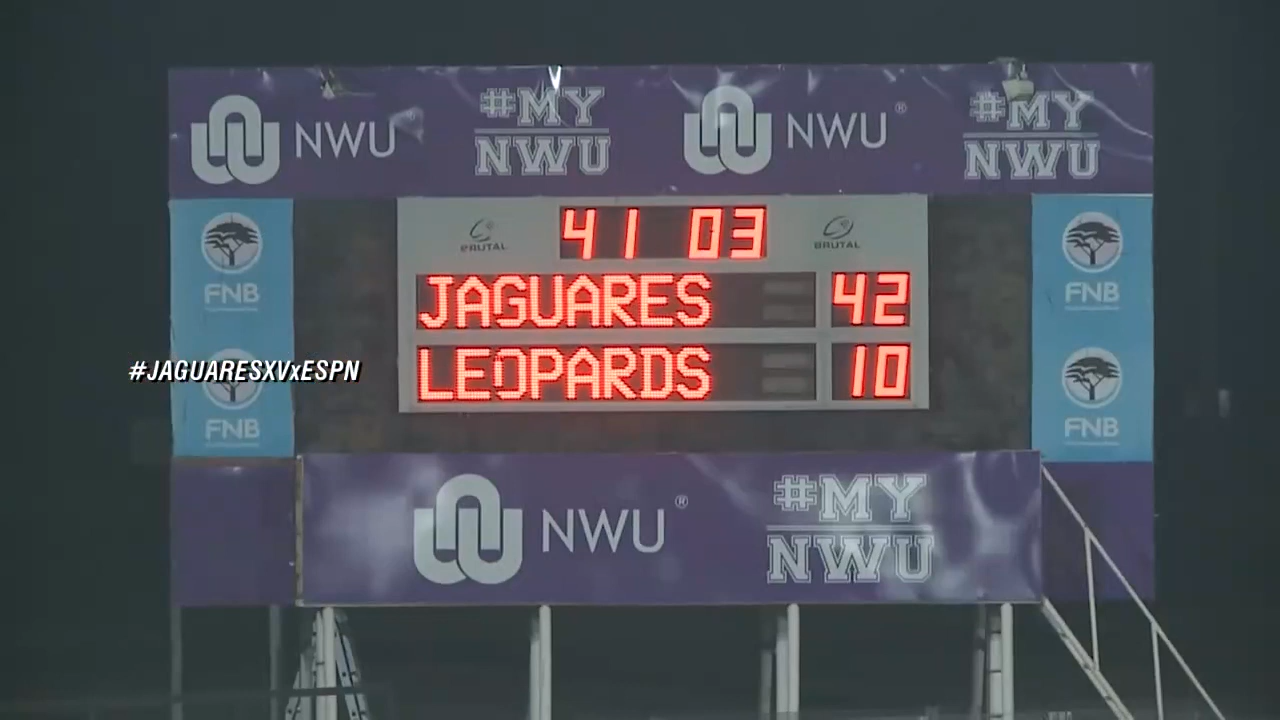 NWU #MY NWU ® #MY
NWU NWU
BRUTAL 41 03 BRUTAL
FNB FNB
JAGUARES 42
LEOPARDS 10
#JAGUARESXVxESPN
FNB FNB
NWU ® #MY
NWU